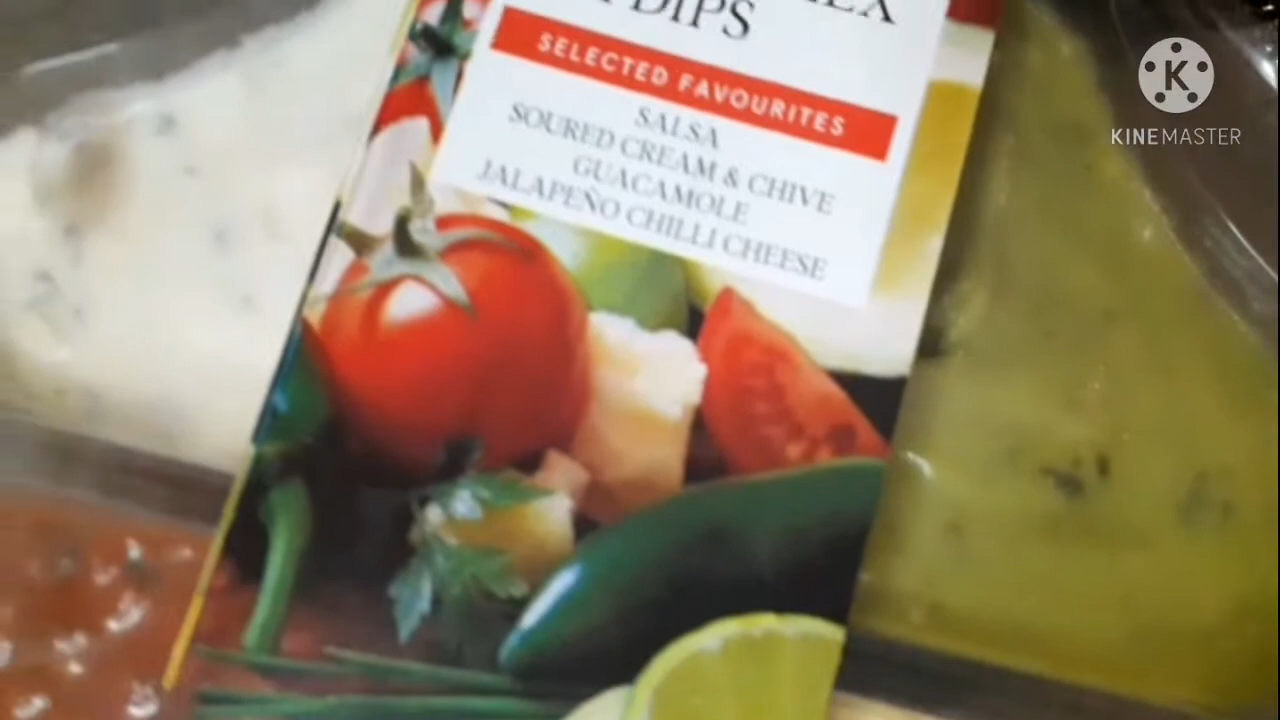 DIPS
SELECTED FAVOURITES
SALSA
SOURED CREAM & CHIVE
GUACAMOLE
JALAPEÑO CHILLI CHEESE
K
KINEMASTER